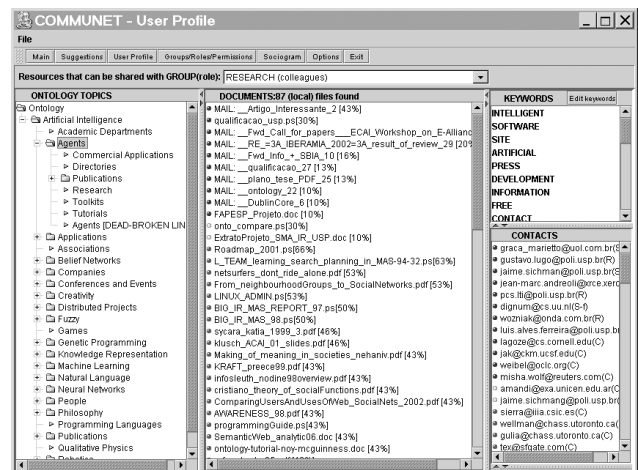 COMMUNET - User Profile
File
Main Suggestions User Profile Groups/Roles/Permissions Sociogram Options Exit
Resources that can be shared with GROUP(role): RESEARCH (colleagues)
ONTOLOGY TOPICS
Ontology
Artificial Intelligence
Academic Departments
Agents
Commercial Applications
Directories
Publications
Research
Toolkits
Tutorials
Agents [DEAD-BROKEN LIN
Applications
Associations
Belief Networks
Companies
Conferences and Events
Creativity
Distributed Projects
Fuzzy
Games
Genetic Programming
Knowledge Representation
Machine Learning
Natural Language
Neural Networks
People
Philosophy
Programming Languages
Publications
Qualitative Physics
Robotics
DOCUMENTS:87 (local) files found
MAIL: __Artigo_Interessante_2 [43%]
qualificacao_usp.ps[30%]
MAIL: __Fwd_Call_for_papers___ECAI_Workshop_on_E-Allianc
MAIL: __RE_=3A_IBERAMIA_2002=3A_result_of_review_29 [20%
MAIL: __Fwd_Info_+_SBIA_10 [16%]
MAIL: __qualificacao_27 [13%]
MAIL: __plano_tese_PDF_25 [13%]
MAIL: __ontology_22 [10%]
MAIL: __DublinCore_6 [10%]
FAPESP_Projeto.doc [10%]
onto_compare.ps[30%]
ExtratoProjeto_SMA_IR_USP.doc [10%]
Roadmap_2001.ps[66%]
L_TEAM_learning_search_planning_in_MAS-94-32.ps[63%]
netsurfers_dont_ride_alone.pdf [53%]
From_neighbourhoodGroups_to_SocialNetworks.pdf [53%]
LINUX_ADMIN.ps[53%]
BIG_IR_MAS_REPORT_97.ps[50%]
BIG_IR_MAS_98.ps[50%]
sycara_katia_1999_3.pdf [46%]
klusch_ACAI_01_slides.pdf [46%]
Making_of_meaning_in_societies_nehaniv.pdf [43%]
KRAFT_preece99.pdf [43%]
infosleuth_nodine98overview.pdf [43%]
cristiano_theory_of_socialFunctions.pdf [43%]
ComparingUsersAndUsesOfWeb_SocialNets_2002.pdf [43%]
AWARENESS_98.pdf [43%]
programmingGuide.ps[43%]
SemanticWeb_analytic06.doc [43%]
ontology-tutorial-noy-mcguinness.doc [43%]
KEYWORDS Edit keywords
INTELLIGENT
SOFTWARE
SITE
ARTIFICIAL
PRESS
DEVELOPMENT
INFORMATION
FREE
CONTACT
CONTACTS
graca_marietto@uol.com.br(S
gustavo.lugo@poli.usp.br(R)
jaime.sichman@poli.usp.br(S
jean-marc.andreoli@xrce.xerc
pcs.lti@poli.usp.br(R)
dignum@cs.uu.nl(S-f)
wozniak@onda.com.br(R)
luis.alves.ferreira@poli.usp.br
lagoze@cs.cornell.edu(C)
jak@ckm.ucsf.edu(C)
weibel@oclc.org(C)
misha.wolf@reuters.com(C)
amandi@exa.unicen.edu.ar(C
jaime.sichmang@poli.usp.br(
sierra@iiia.csic.es(C)
wellman@chass.utoronto.ca(
gulia@chass.utoronto.ca(C)
tex@sfgate.com(C)